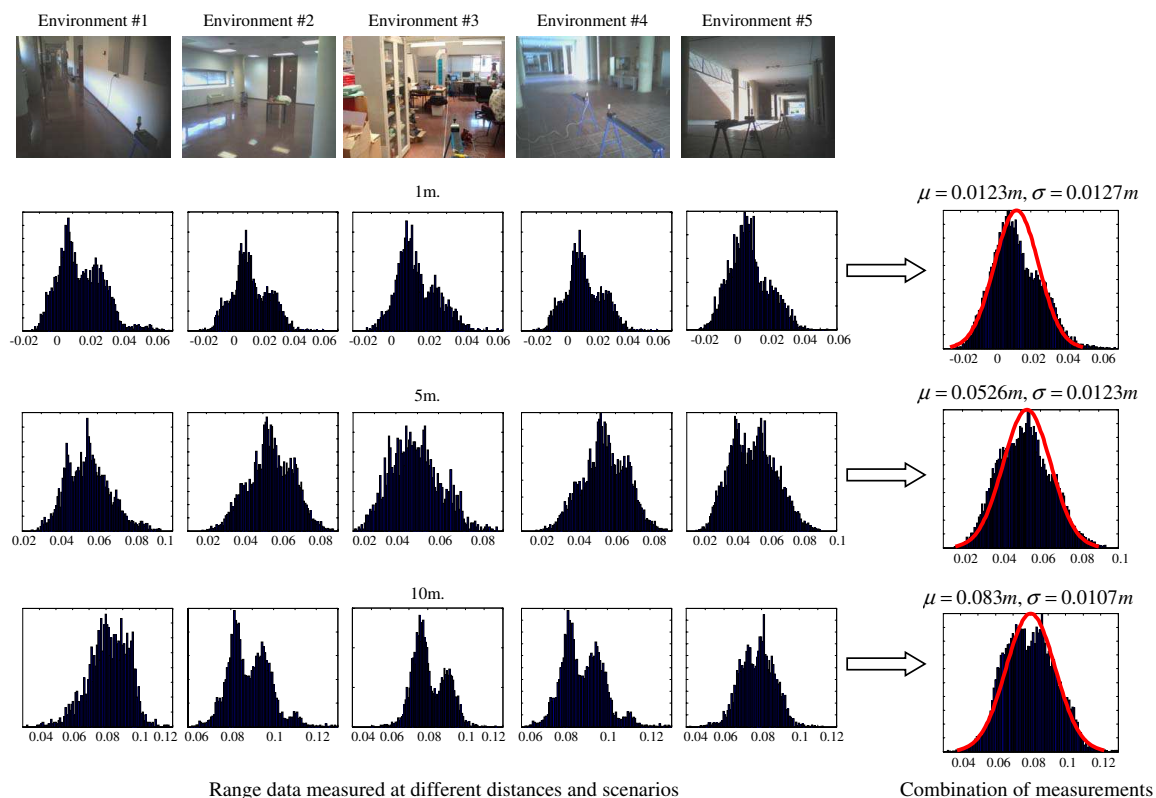 Environment #1 Environment #2 Environment #3 Environment #4 Environment #5
1m.
μ = 0.0123m, σ = 0.0127m
-0.02 0 0.02 0.04 0.06
-0.02 0 0.02 0.04 0.06
-0.02 0 0.02 0.04 0.06
-0.02 0 0.02 0.04 0.06
-0.02 0 0.02 0.04 0.06
-0.02 0 0.02 0.04 0.06
5m.
μ = 0.0526m, σ = 0.0123m
0.02 0.04 0.06 0.08 0.1
0.02 0.04 0.06 0.08
0.02 0.04 0.06 0.08
0.02 0.04 0.06 0.08
0.02 0.04 0.06 0.08 0.1
0.02 0.04 0.06 0.08 0.1
10m.
μ = 0.083m, σ = 0.0107m
0.04 0.06 0.08 0.1 0.12
0.06 0.08 0.1 0.12
0.04 0.06 0.08 0.1 0.12
0.06 0.08 0.1 0.12
0.04 0.06 0.08 0.1 0.12
0.04 0.06 0.08 0.1 0.12
Range data measured at different distances and scenarios
Combination of measurements